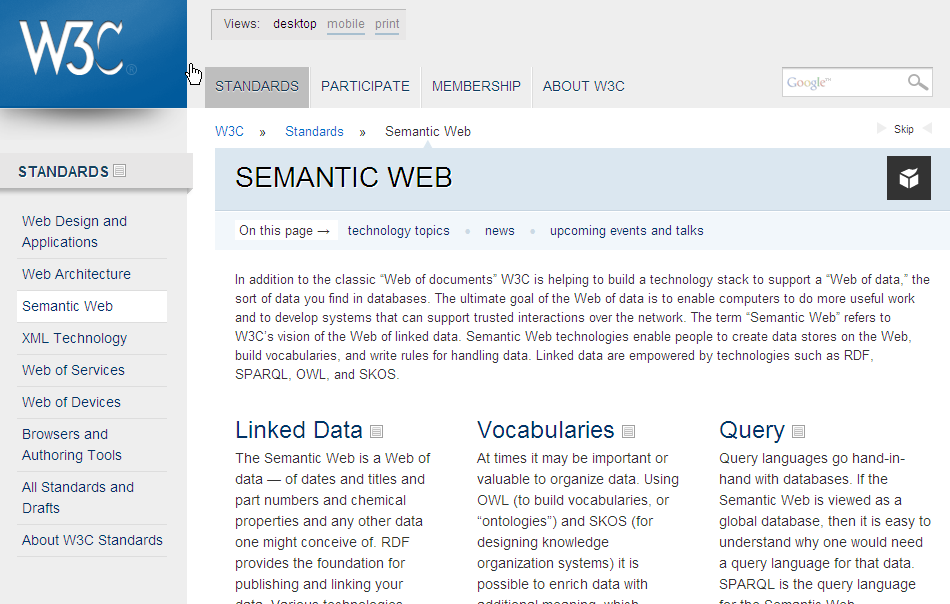 W3C®
Views: desktop mobile print
STANDARDS PARTICIPATE MEMBERSHIP ABOUT W3C
Google™
W3C » Standards » Semantic Web
Skip
STANDARDS
Web Design and
Applications
Web Architecture
Semantic Web
XML Technology
Web of Services
Web of Devices
Browsers and
Authoring Tools
All Standards and
Drafts
About W3C Standards
SEMANTIC WEB
On this page → technology topics • news • upcoming events and talks
In addition to the classic “Web of documents” W3C is helping to build a technology stack to support a “Web of data,” the
sort of data you find in databases. The ultimate goal of the Web of data is to enable computers to do more useful work
and to develop systems that can support trusted interactions over the network. The term “Semantic Web” refers to
W3C’s vision of the Web of linked data. Semantic Web technologies enable people to create data stores on the Web,
build vocabularies, and write rules for handling data. Linked data are empowered by technologies such as RDF,
SPARQL, OWL, and SKOS.
Linked Data
The Semantic Web is a Web of
data — of dates and titles and
part numbers and chemical
properties and any other data
one might conceive of. RDF
provides the foundation for
publishing and linking your
data. Various technologies
Vocabularies
At times it may be important or
valuable to organize data. Using
OWL (to build vocabularies, or
“ontologies”) and SKOS (for
designing knowledge
organization systems) it is
possible to enrich data with
additional meaning, which
Query
Query languages go hand-in-
hand with databases. If the
Semantic Web is viewed as a
global database, then it is easy to
understand why one would need
a query language for that data.
SPARQL is the query language
for the Semantic Web.